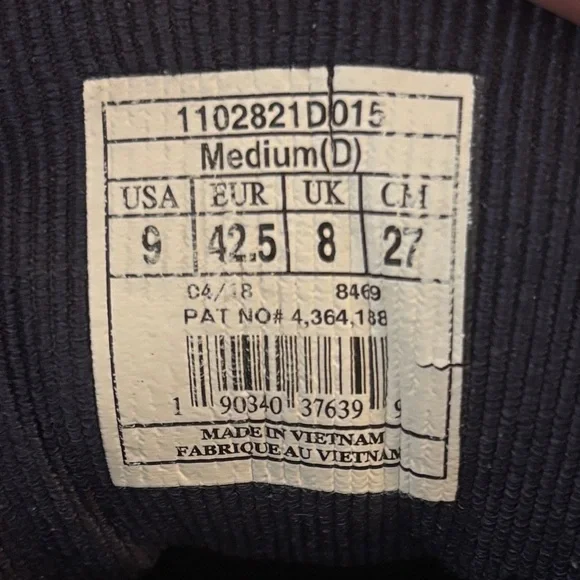 1102821D015
Medium(D)
USA EUR UK CM
9 42.5 8 27
04/18 8469
PAT NO# 4,364,188
1 90340 37639 9
MADE IN VIETNAM
FABRIQUE AU VIETNAM